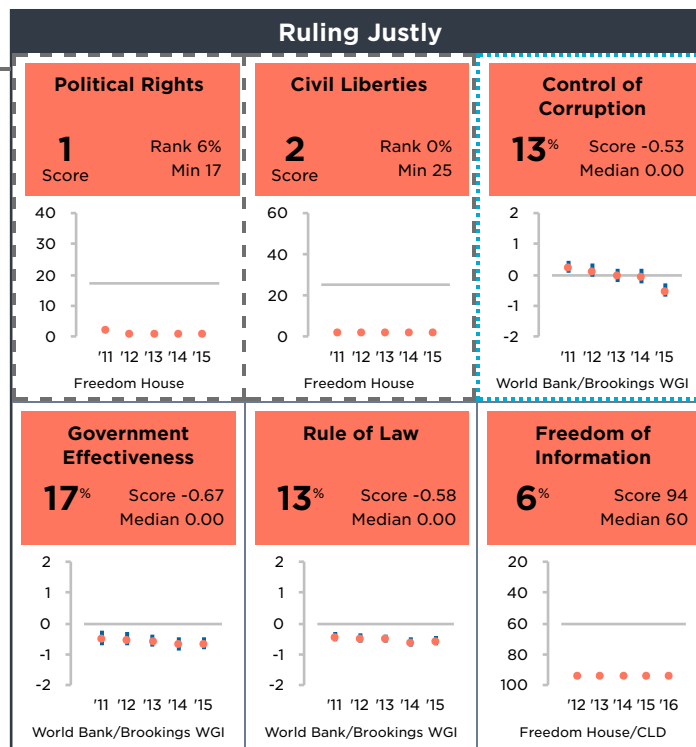 Ruling Justly
Political Rights
1
Score
Rank 6%
Min 17
40
30
20
10
0
'11 '12 '13 '14 '15
Freedom House
Civil Liberties
2
Score
Rank 0%
Min 25
60
40
20
0
'11 '12 '13 '14 '15
Freedom House
Control of
Corruption
13%
Score -0.53
Median 0.00
2
1
0
-1
-2
'11 '12 '13 '14 '15
World Bank/Brookings WGI
Government
Effectiveness
17%
Score -0.67
Median 0.00
2
1
0
-1
-2
'11 '12 '13 '14 '15
World Bank/Brookings WGI
Rule of Law
13%
Score -0.58
Median 0.00
2
1
0
-1
-2
'11 '12 '13 '14 '15
World Bank/Brookings WGI
Freedom of
Information
6%
Score 94
Median 60
20
40
60
80
100
'12 '13 '14 '15 '16
Freedom House/CLD